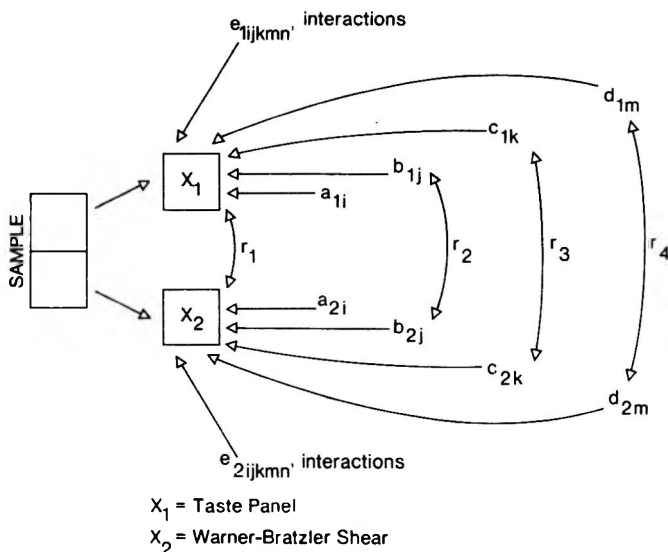 e1ijkmn, interactions
d1m
c1k
b1j
a1i
X1
SAMPLE
r1
r2
r3
r4
X2
a2i
b2j
c2k
d2m
e2ijkmn, interactions
X1 = Taste Panel
X2 = Warner-Bratzler Shear